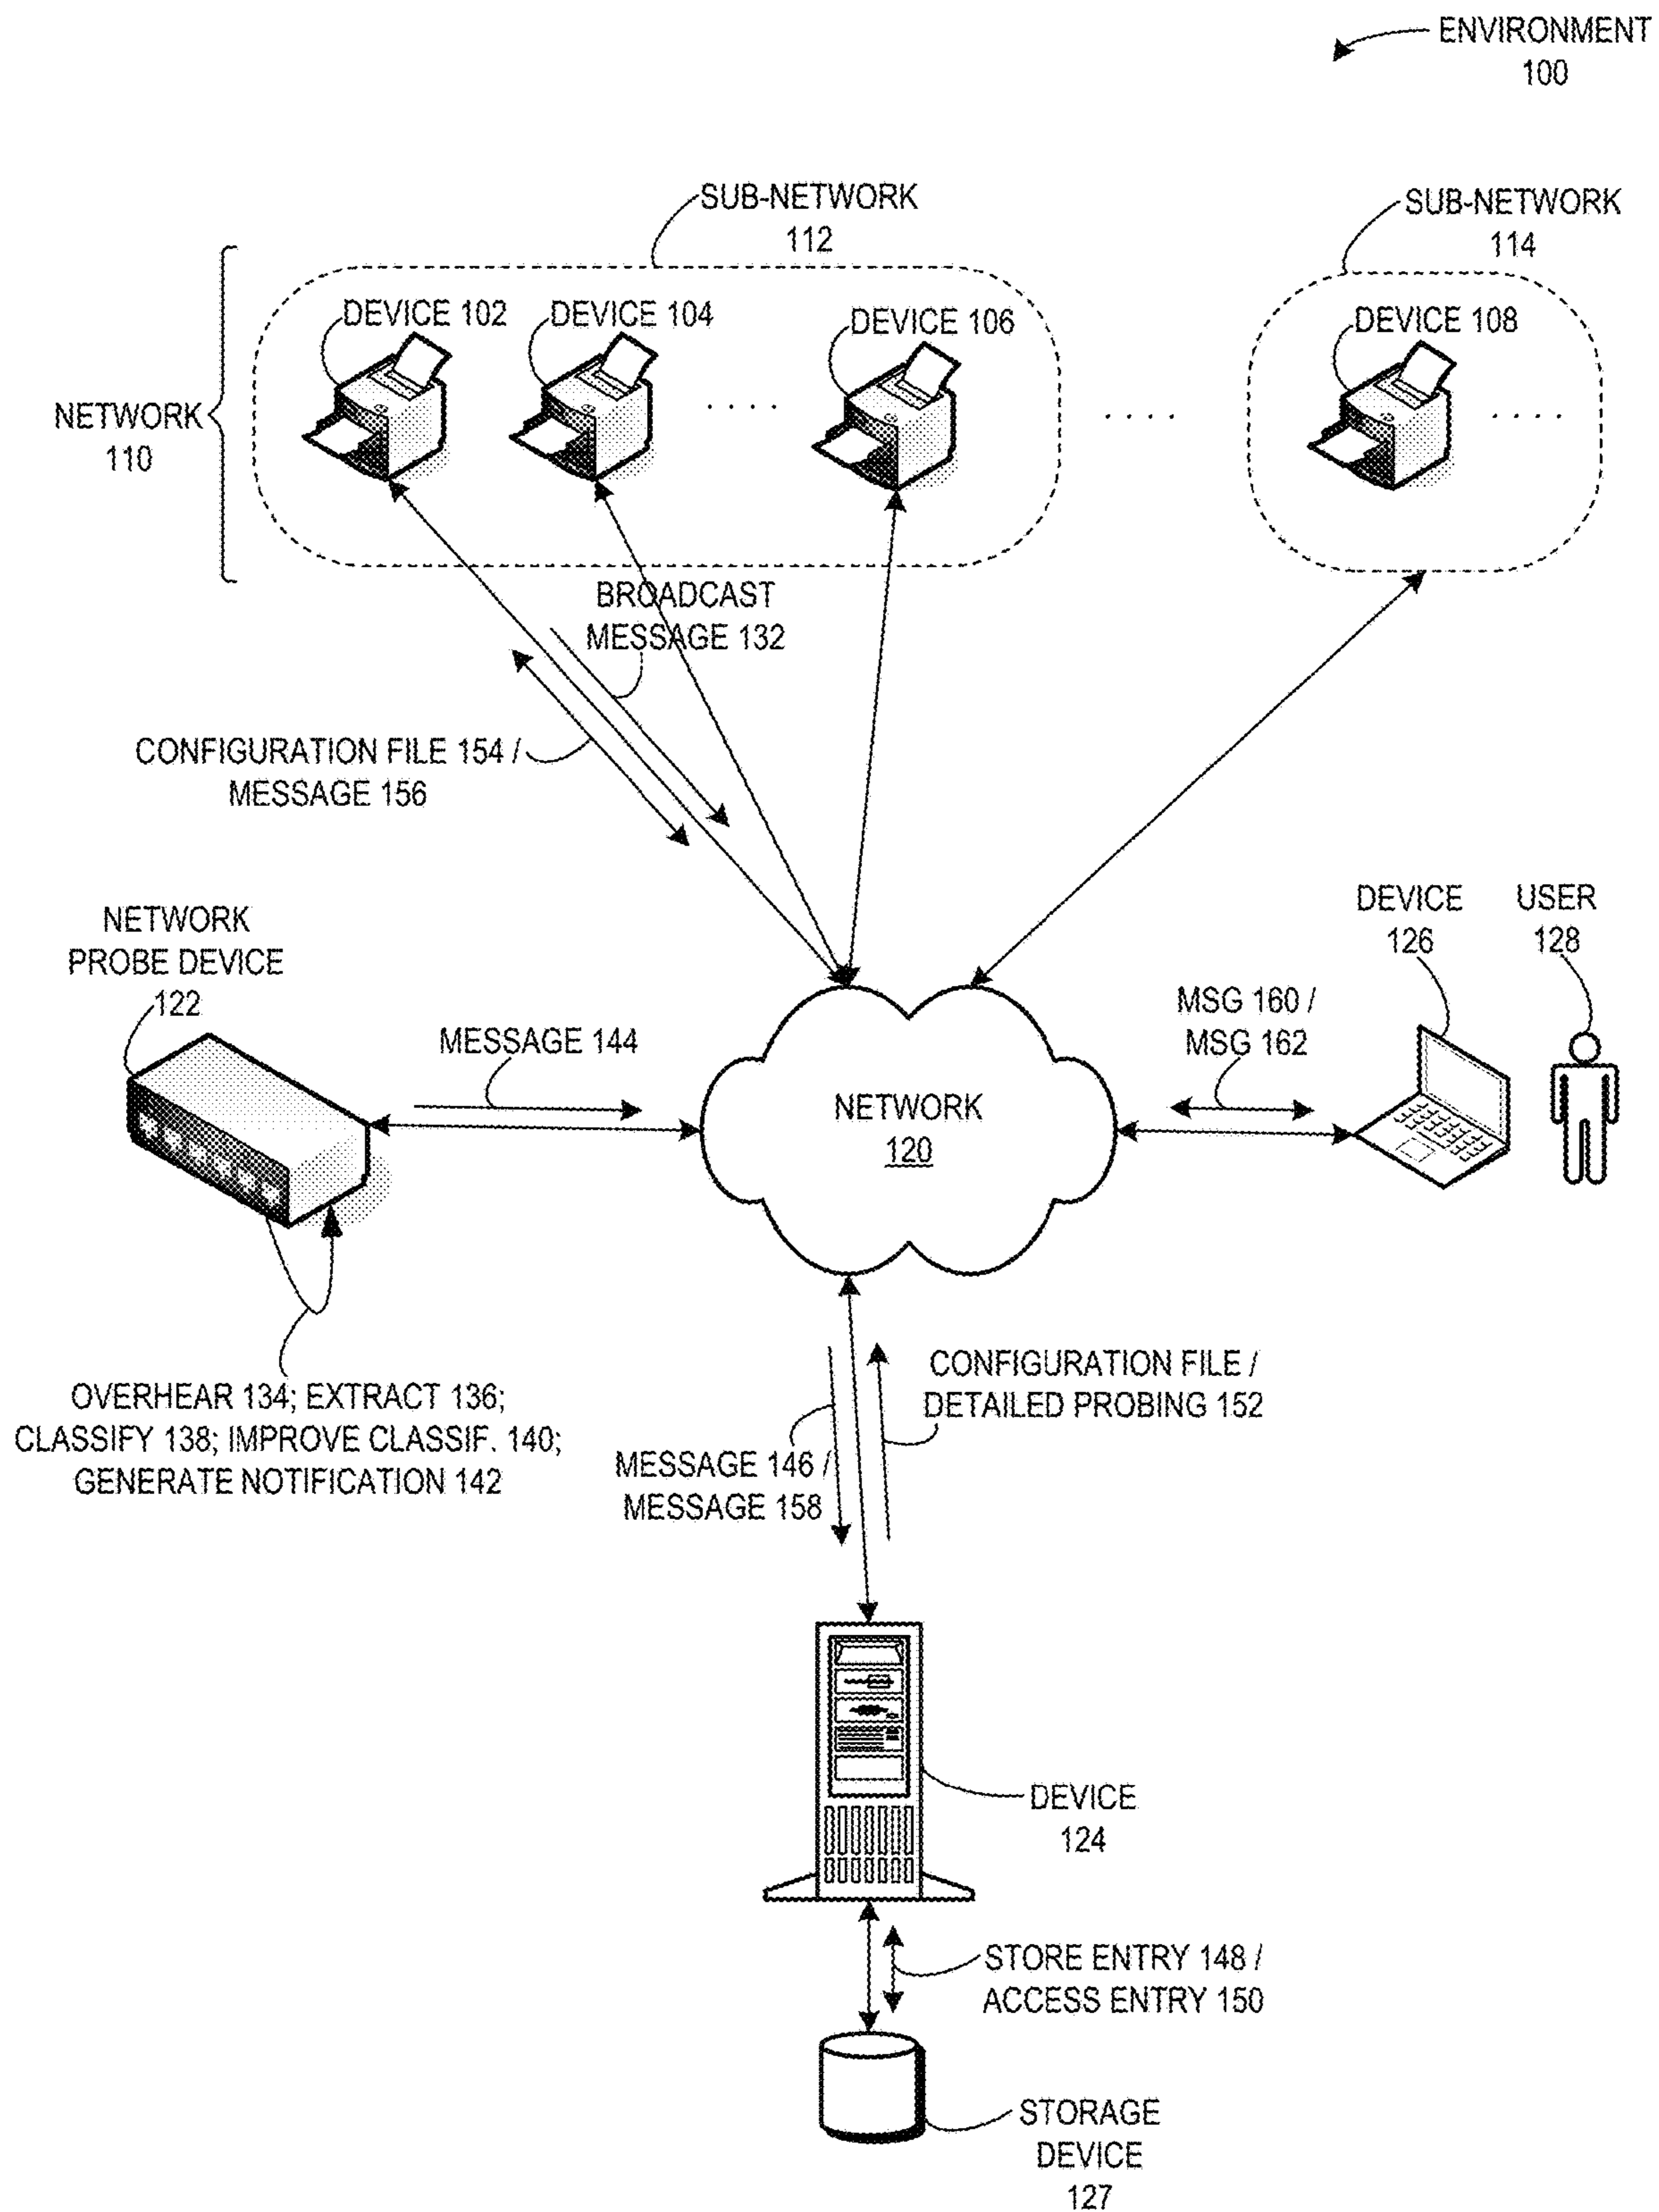 ENVIRONMENT
100
SUB-NETWORK
112
SUB-NETWORK
114
DEVICE 102
DEVICE 104
DEVICE 106
DEVICE 108
NETWORK
110
BROADCAST
MESSAGE 132
CONFIGURATION FILE 154 /
MESSAGE 156
NETWORK
PROBE DEVICE
122
MESSAGE 144
NETWORK
120
MSG 160 /
MSG 162
DEVICE
126
USER
128
OVERHEAR 134; EXTRACT 136;
CLASSIFY 138; IMPROVE CLASSIF. 140;
GENERATE NOTIFICATION 142
CONFIGURATION FILE /
DETAILED PROBING 152
MESSAGE 146 /
MESSAGE 158
DEVICE
124
STORE ENTRY 148 /
ACCESS ENTRY 150
STORAGE
DEVICE
127